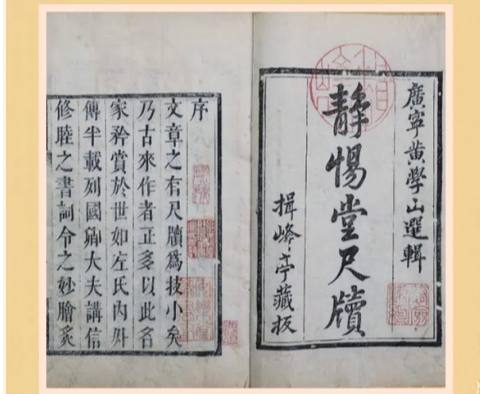 廣寧黃學山選輯
靜惕堂尺牘
揖峰亭藏板
序
文章之有尺牘爲技小矣
乃古來作者正多以此名
家矜賞於世如左氏內外
傳半載列國卿大夫講信
修睦之書詞令之妙膾炙